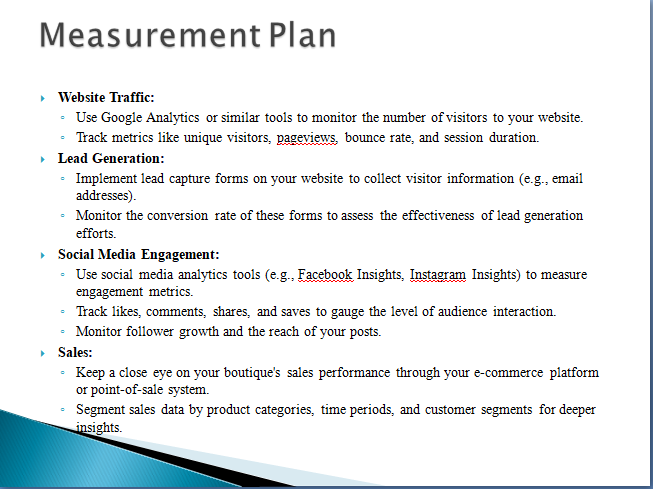 Measurement Plan
Website Traffic:
Use Google Analytics or similar tools to monitor the number of visitors to your website.
Track metrics like unique visitors, pageviews, bounce rate, and session duration.
Lead Generation:
Implement lead capture forms on your website to collect visitor information (e.g., email
addresses).
Monitor the conversion rate of these forms to assess the effectiveness of lead generation
efforts.
Social Media Engagement:
Use social media analytics tools (e.g., Facebook Insights, Instagram Insights) to measure
engagement metrics.
Track likes, comments, shares, and saves to gauge the level of audience interaction.
Monitor follower growth and the reach of your posts.
Sales:
Keep a close eye on your boutique's sales performance through your e-commerce platform
or point-of-sale system.
Segment sales data by product categories, time periods, and customer segments for deeper
insights.